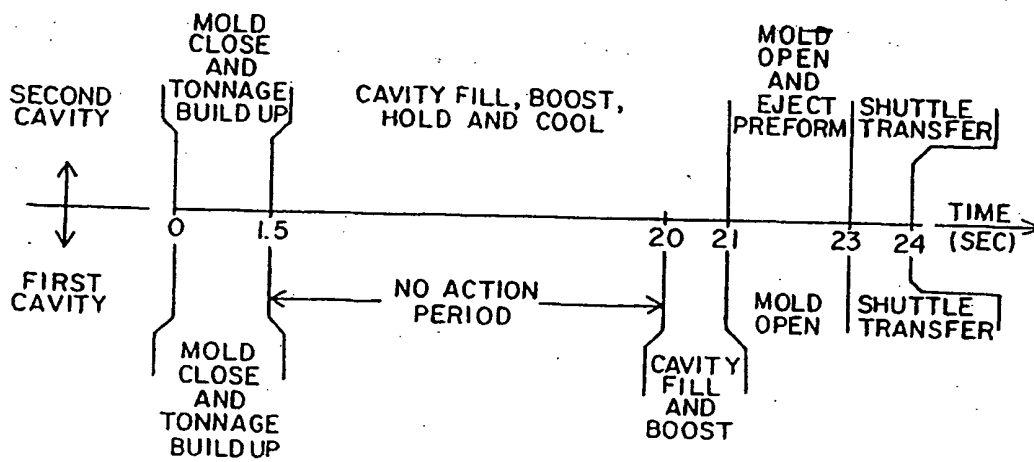 MOLD
CLOSE
AND
TONNAGE
BUILD UP
SECOND
CAVITY
CAVITY FILL, BOOST,
HOLD AND COOL
MOLD
OPEN
AND
EJECT
PREFORM
SHUTTLE
TRANSFER
0
1.5
20
21
23
24
TIME
(SEC)
FIRST
CAVITY
MOLD
CLOSE
AND
TONNAGE
BUILD UP
NO ACTION
PERIOD
CAVITY
FILL
AND
BOOST
MOLD
OPEN
SHUTTLE
TRANSFER